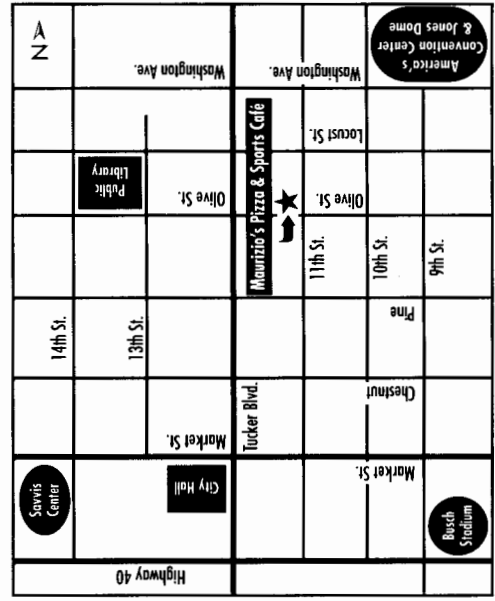 N
Washington Ave.
Washington Ave.
America's
Convention Center
& Jones Dome
Locust St.
Public
Library
Olive St.
Maurizio's Pizza & Sports Café
Olive St.
14th St.
13th St.
11th St.
10th St.
9th St.
Pine
Tucker Blvd.
Chestnut
Market St.
Market St.
Savvis
Center
City Hall
Busch
Stadium
Highway 40